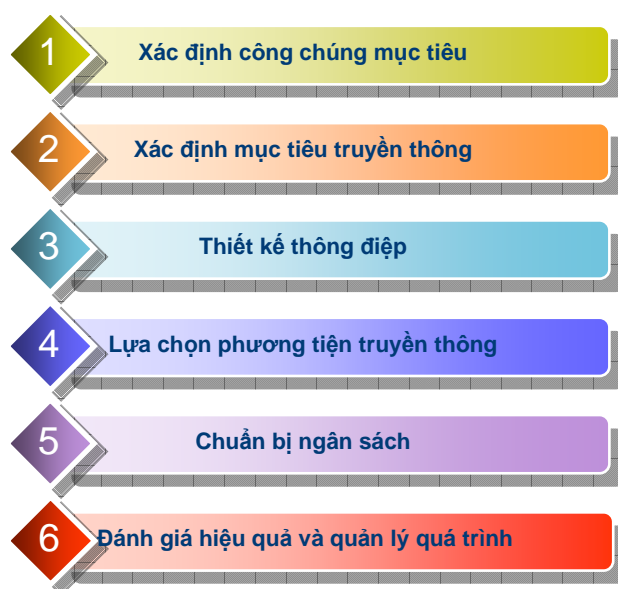 1 Xác định công chúng mục tiêu
2 Xác định mục tiêu truyền thông
3 Thiết kế thông điệp
4 Lựa chọn phương tiện truyền thông
5 Chuẩn bị ngân sách
6 Đánh giá hiệu quả và quản lý quá trình